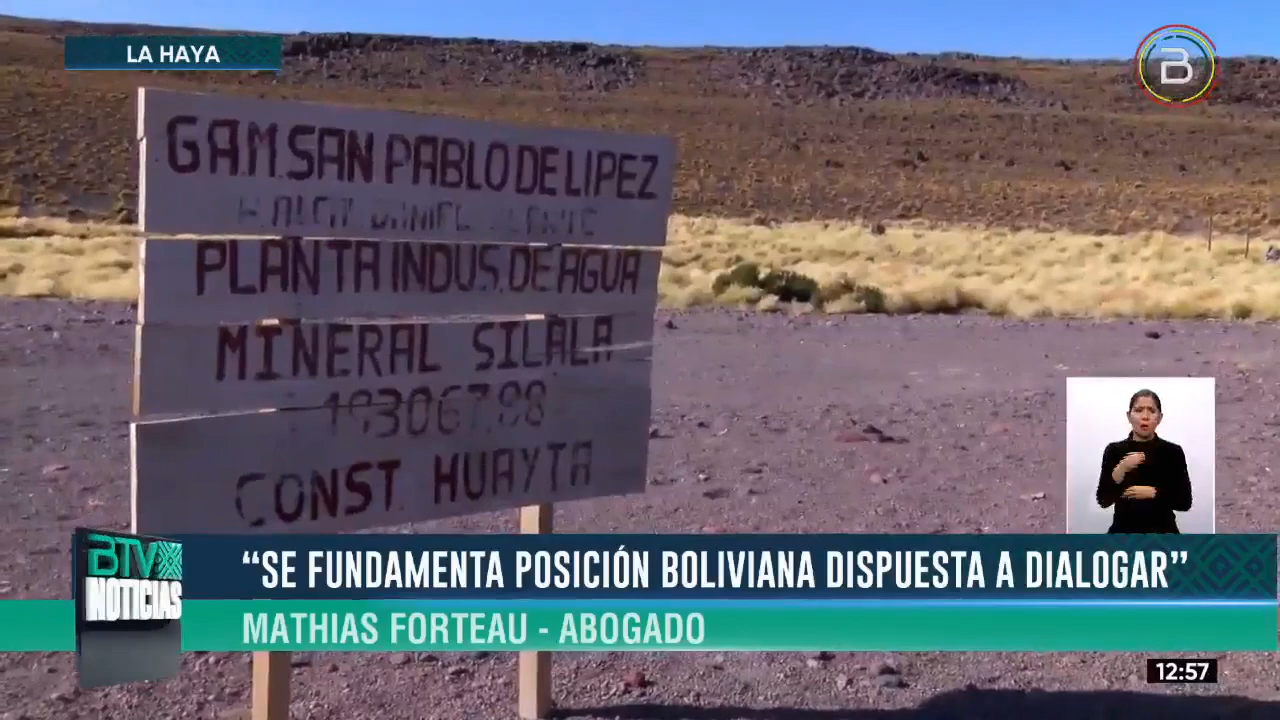 LA HAYA
B
G.A.M. SAN PABLO DE LIPEZ
PLANTA INDUS. DE AGUA
MINERAL SILALA
CONST. HUAYTA
BTV
NOTICIAS
“SE FUNDAMENTA POSICIÓN BOLIVIANA DISPUESTA A DIALOGAR”
MATHIAS FORTEAU - ABOGADO
12:57